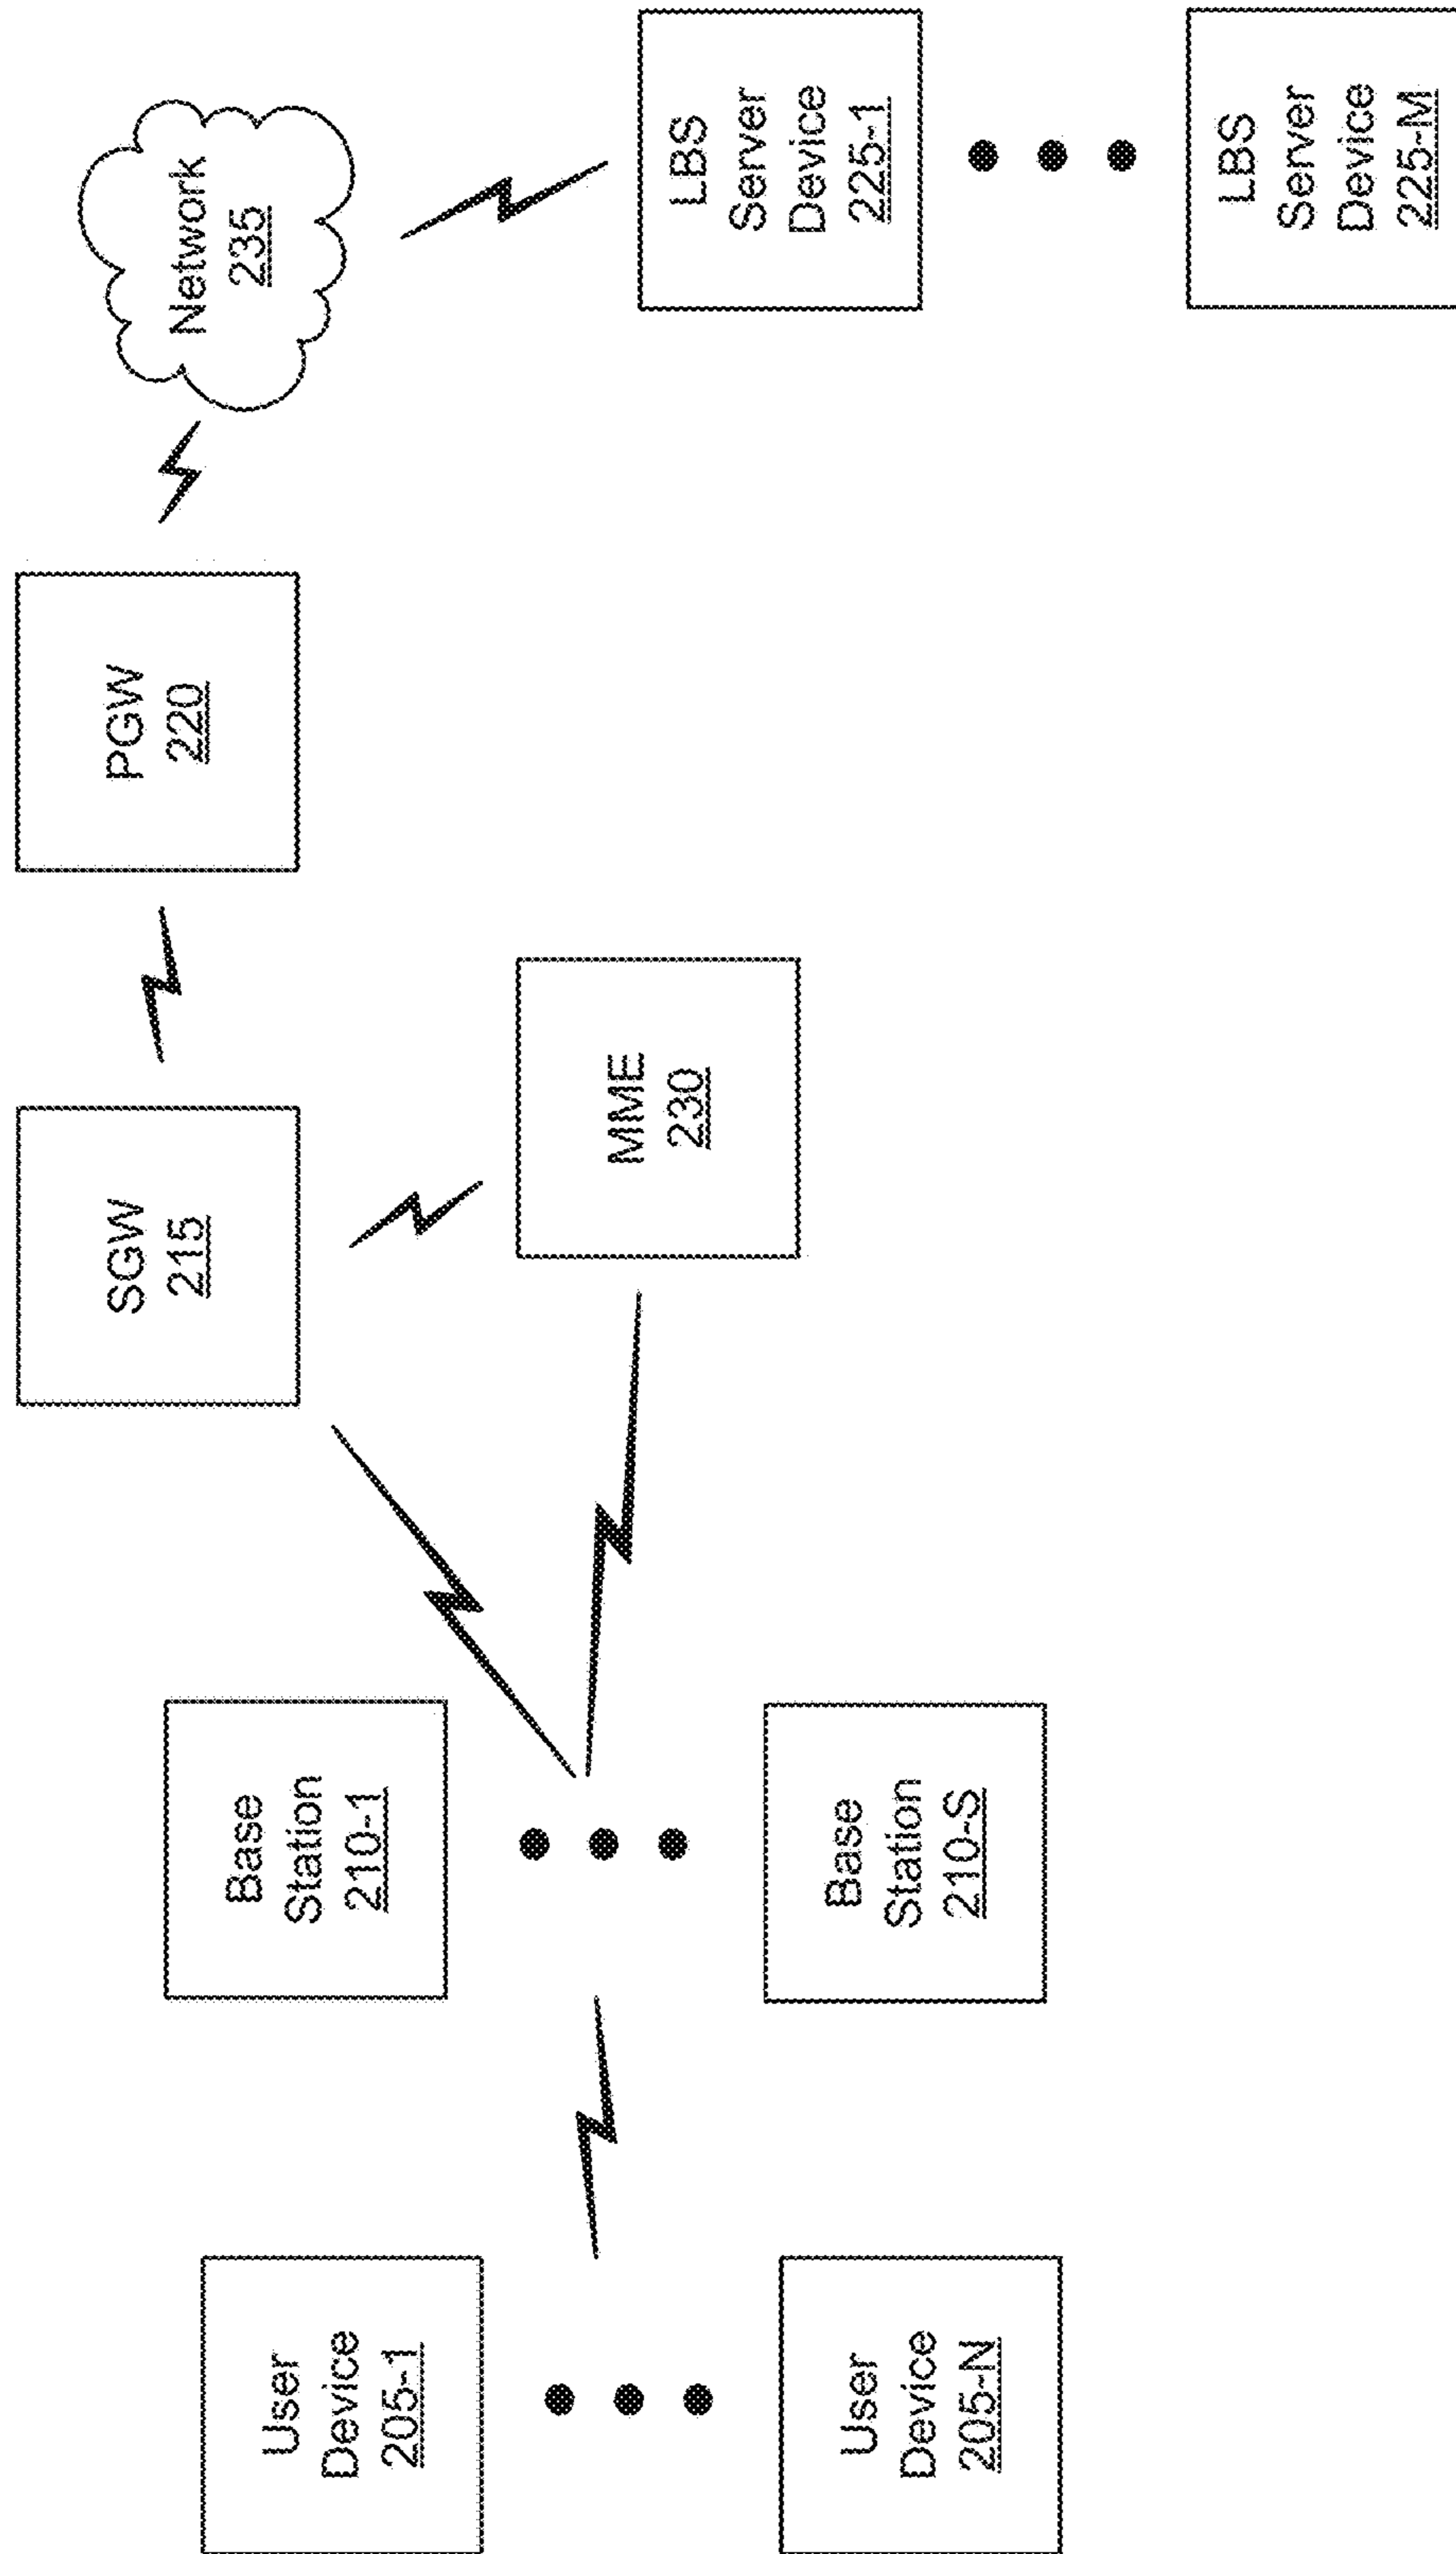 User
Device
205-1
User
Device
205-N
Base
Station
210-1
Base
Station
210-S
SGW
215
MME
230
PGW
220
Network
235
LBS
Server
Device
225-1
LBS
Server
Device
225-M